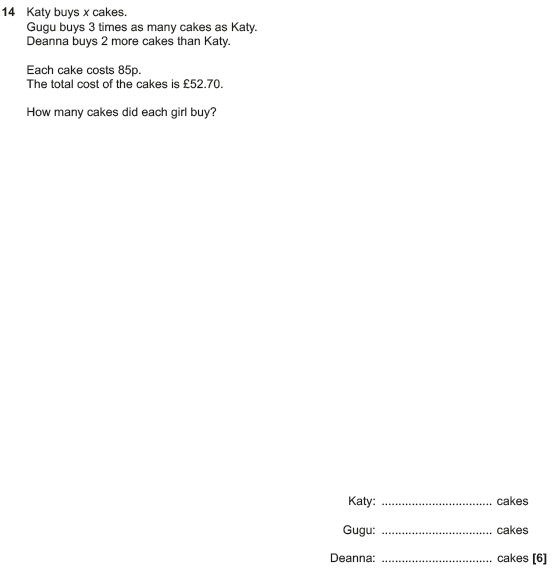 14 Katy buys x cakes.
Gugu buys 3 times as many cakes as Katy.
Deanna buys 2 more cakes than Katy.
Each cake costs 85p.
The total cost of the cakes is £52.70.
How many cakes did each girl buy?
Katy: ................................. cakes
Gugu: ................................. cakes
Deanna: ................................. cakes [6]